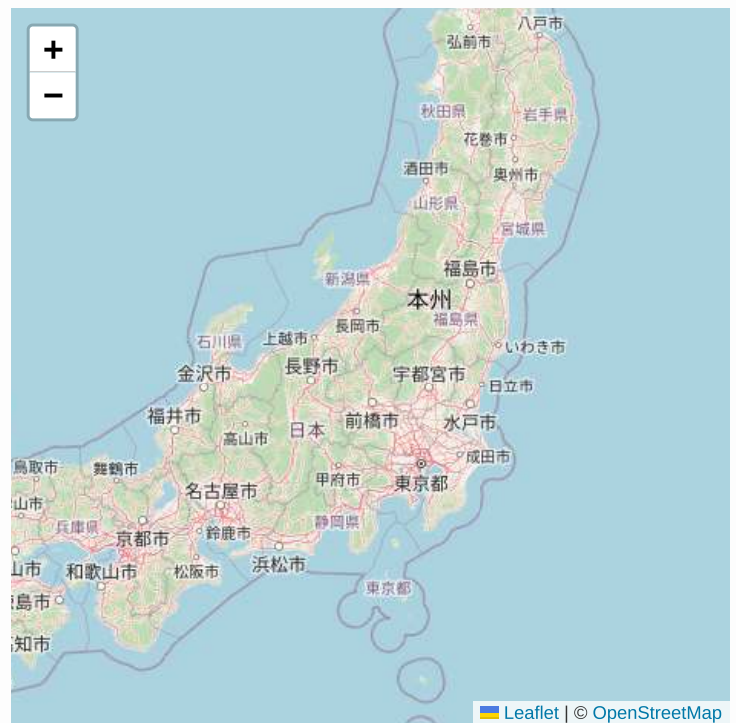 +
−
八戸市
弘前市
秋田県
岩手県
花巻市
酒田市
奥州市
山形県
宮城県
福島市
新潟県
本州
福島県
長岡市
上越市
石川県
いわき市
長野市
金沢市
宇都宮市
日立市
福井市
前橋市
水戸市
日本
高山市
成田市
鳥取市
舞鶴市
甲府市
東京都
名古屋市
山市
静岡県
兵庫県
京都市
鈴鹿市
浜松市
山市
和歌山市
松阪市
東京都
島市
知市
Leaflet | © OpenStreetMap